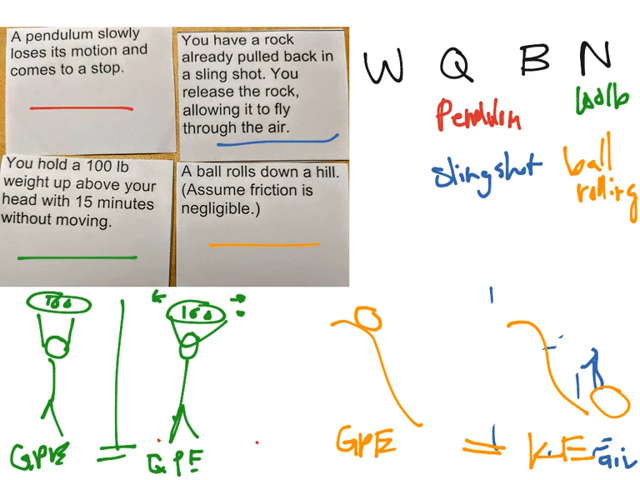 A pendulum slowly
loses its motion and
comes to a stop.
You have a rock
already pulled back in
a sling shot. You
release the rock,
allowing it to fly
through the air.
You hold a 100 lb
weight up above your
head with 15 minutes
without moving.
A ball rolls down a hill.
(Assume friction is
negligible.)
W Q B N
Pendulum
slingshot
ball
rolling
100
100
GPE
=
GPE
GPE
=
KE